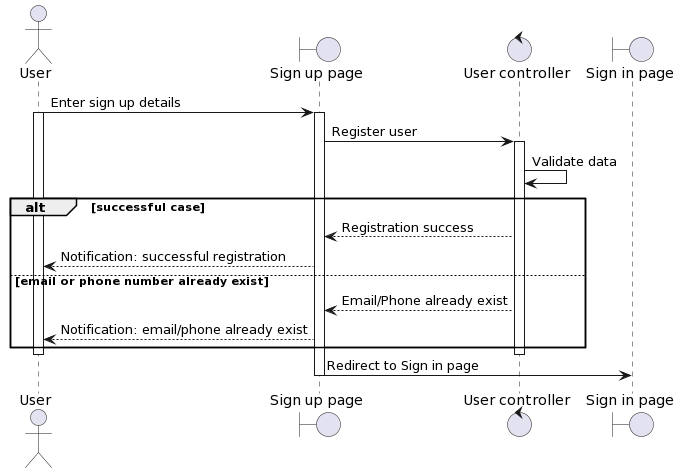 User
Sign up page
User controller
Sign in page
Enter sign up details
Register user
Validate data
alt
[successful case]
Registration success
Notification: successful registration
[email or phone number already exist]
Email/Phone already exist
Notification: email/phone already exist
Redirect to Sign in page
User
Sign up page
User controller
Sign in page